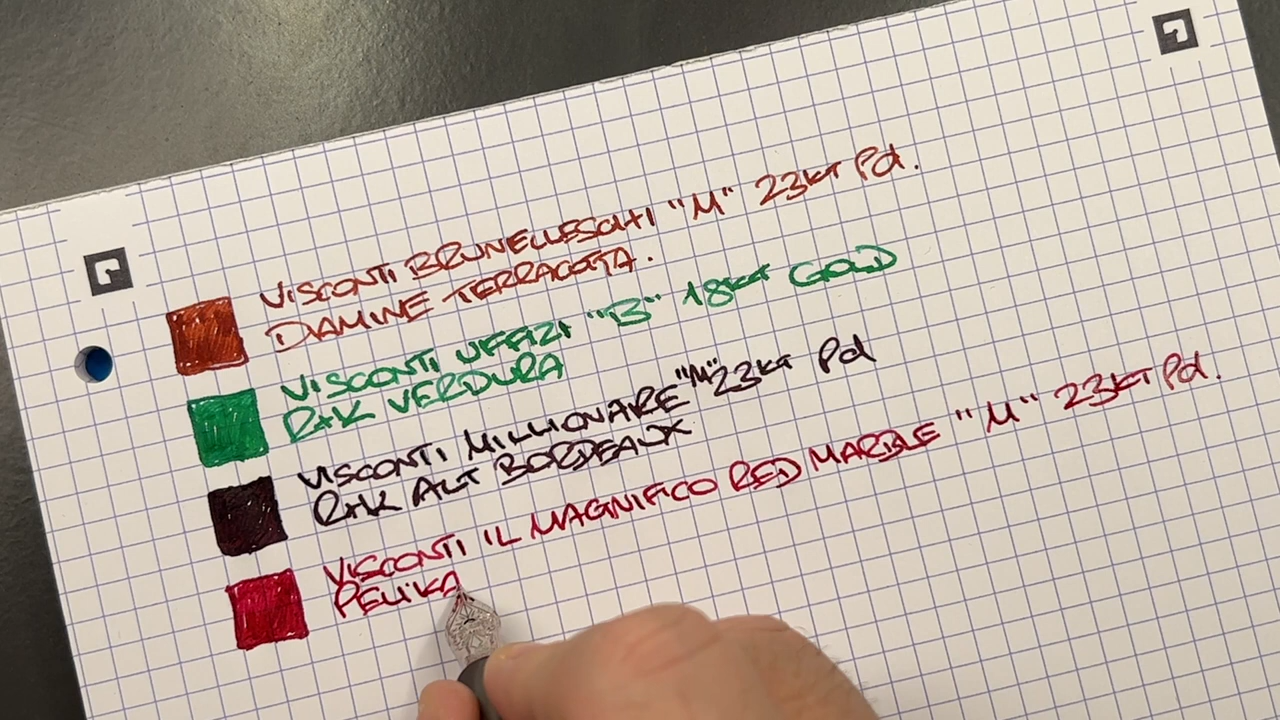 VISCONTI BRUNELLESCHI "M" 23KT Pd.
DIAMINE TERRACOTTA.
VISCONTI UFFIZI "B" 18KT GOLD
R+K VERDURA
VISCONTI MILLIONARE "M" 23KT Pd
R+K ALT BORDEAUX
VISCONTI IL MAGNIFICO RED MARBLE "M" 23KT Pd.
PELIKA